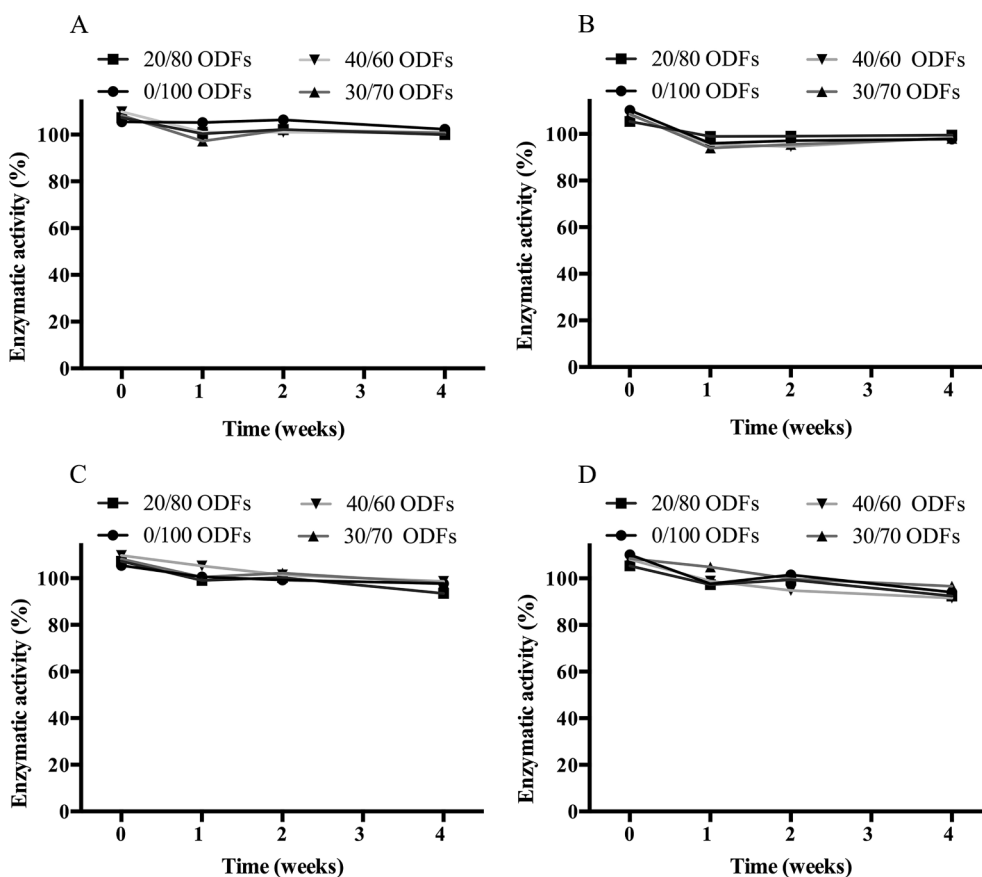 A
20/80 ODFs
40/60 ODFs
0/100 ODFs
30/70 ODFs
Enzymatic activity (%)
100
80
60
40
20
0
0 1 2 3 4
Time (weeks)
B
20/80 ODFs
40/60 ODFs
0/100 ODFs
30/70 ODFs
Enzymatic activity (%)
100
80
60
40
20
0
0 1 2 3 4
Time (weeks)
C
20/80 ODFs
40/60 ODFs
0/100 ODFs
30/70 ODFs
Enzymatic activity (%)
100
80
60
40
20
0
0 1 2 3 4
Time (weeks)
D
20/80 ODFs
40/60 ODFs
0/100 ODFs
30/70 ODFs
Enzymatic activity (%)
100
80
60
40
20
0
0 1 2 3 4
Time (weeks)